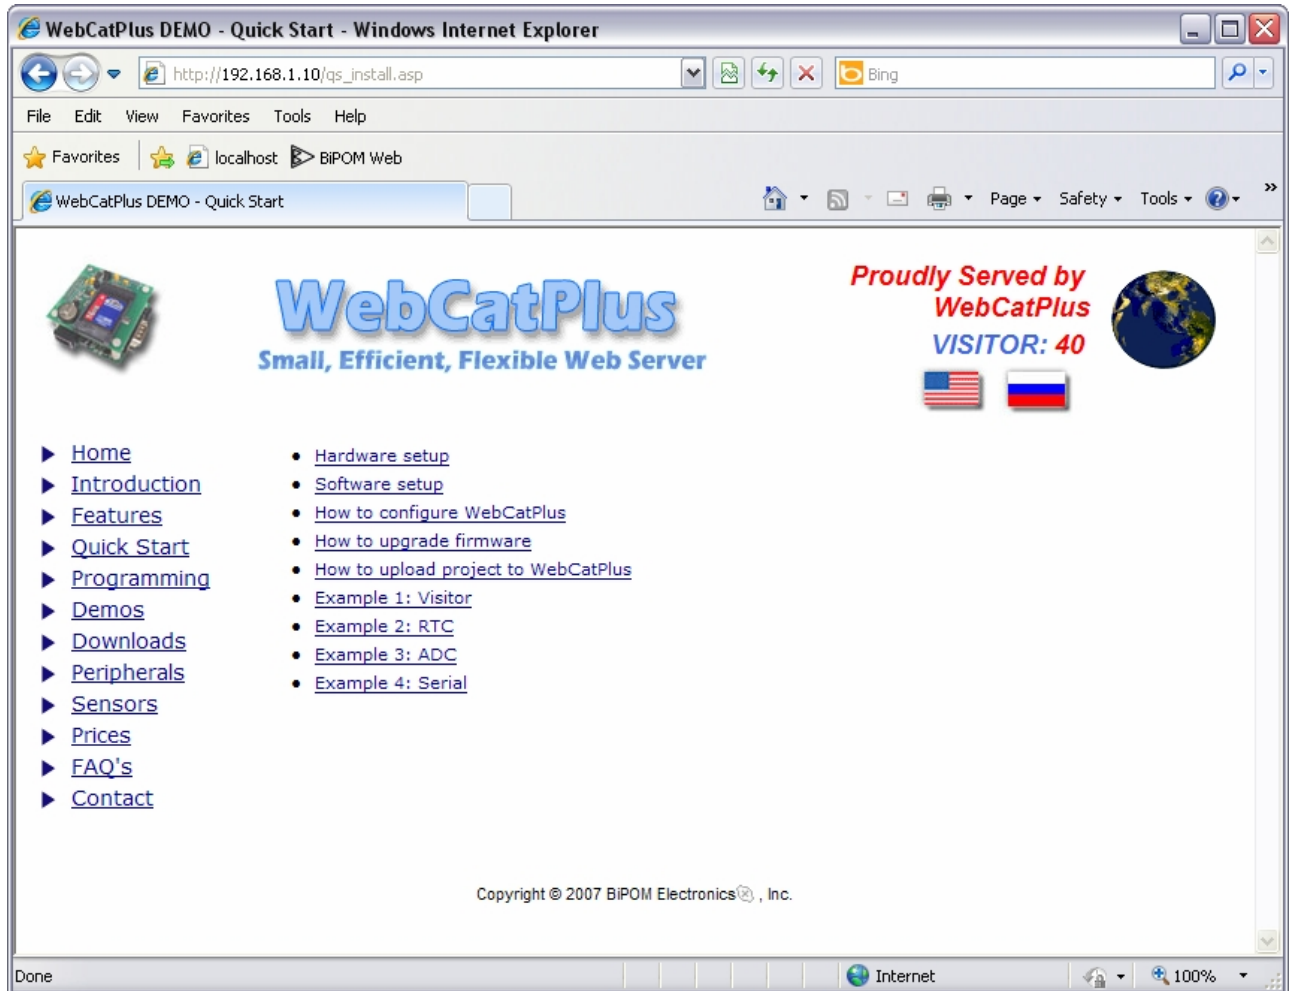 WebCatPlus DEMO - Quick Start - Windows Internet Explorer
http://192.168.1.10/qs_install.asp
Bing
File Edit View Favorites Tools Help
Favorites localhost BiPOM Web
WebCatPlus DEMO - Quick Start
Page Safety Tools
WebCatPlus
Small, Efficient, Flexible Web Server
Proudly Served by
WebCatPlus
VISITOR: 40
Home
Introduction
Features
Quick Start
Programming
Demos
Downloads
Peripherals
Sensors
Prices
FAQ's
Contact
Hardware setup
Software setup
How to configure WebCatPlus
How to upgrade firmware
How to upload project to WebCatPlus
Example 1: Visitor
Example 2: RTC
Example 3: ADC
Example 4: Serial
Copyright © 2007 BiPOM Electronics® , Inc.
Done
Internet
100%